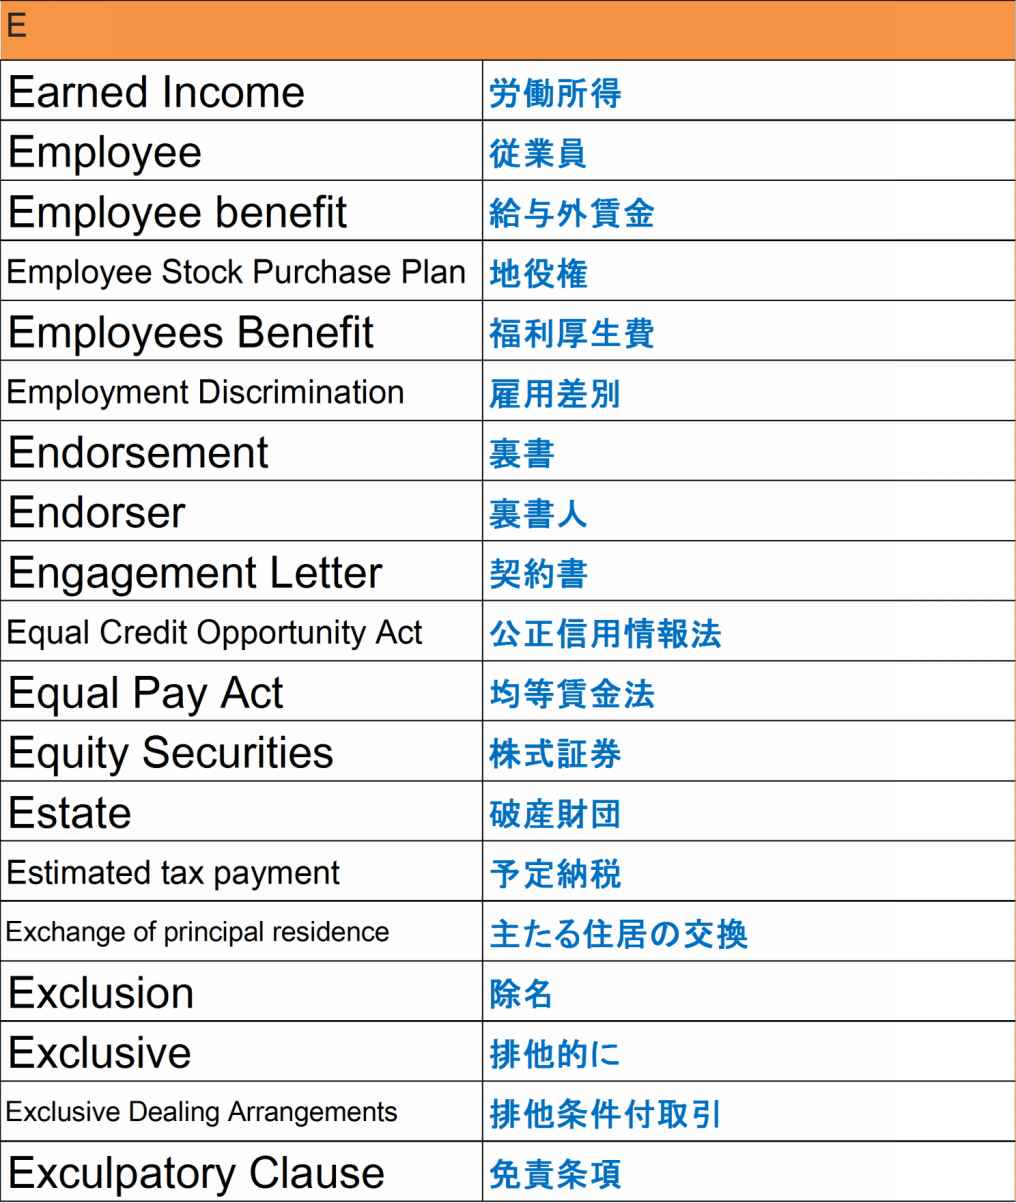 E
Earned Income 労働所得
Employee 従業員
Employee benefit 給与外賃金
Employee Stock Purchase Plan 地役権
Employees Benefit 福利厚生費
Employment Discrimination 雇用差別
Endorsement 裏書
Endorser 裏書人
Engagement Letter 契約書
Equal Credit Opportunity Act 公正信用情報法
Equal Pay Act 均等賃金法
Equity Securities 株式証券
Estate 破産財団
Estimated tax payment 予定納税
Exchange of principal residence 主たる住居の交換
Exclusion 除名
Exclusive 排他的に
Exclusive Dealing Arrangements 排他条件付取引
Exculpatory Clause 免責条項